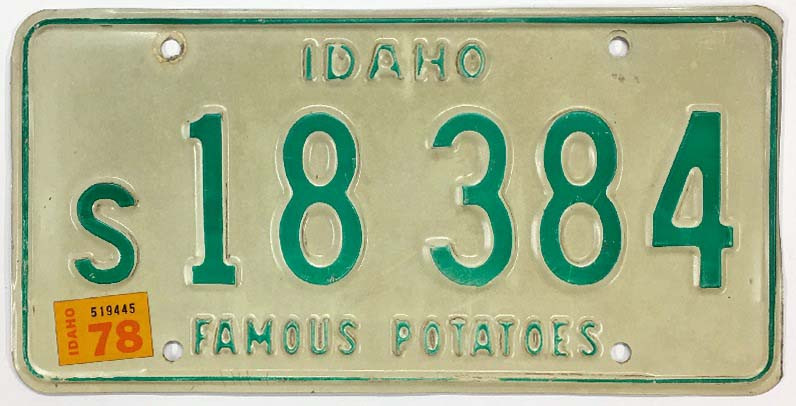 IDAHO
S 18 384
519445
IDAHO 78
FAMOUS POTATOES